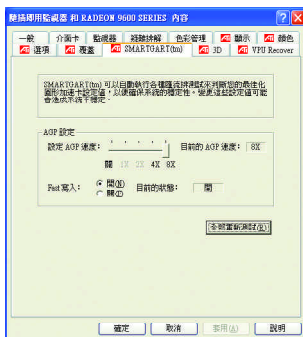 隨插即用監視器 和 RADEON 9600 SERIES 內容
一般 介面卡 監視器 疑難排解 色彩管理 顯示 顏色
選項 覆蓋 SMARTGART(tm) 3D VPU Recover
SMARTGART(tm) 可以自動執行各種匯流排測試來判斷您的最佳化
圖形加速卡設定值，以便確保系統的穩定性。變更這些設定值可能
會造成系統不穩定。
AGP 設定
設定 AGP 速度： 目前的 AGP 速度： 8X
關 1X 2X 4X 8X
Fast 寫入： 開(N) 目前的狀態： 開
關(D)
全部重新測試(R)
確定 取消 套用(A) 說明